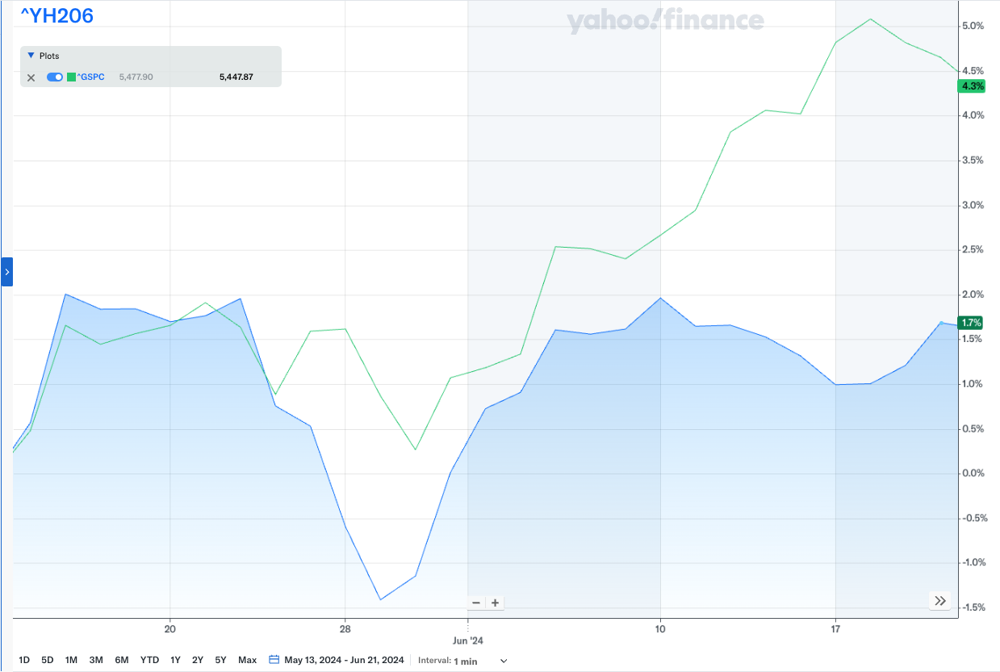 ^YH206
yahoo!finance
Plots
^GSPC 5,477.90 5,447.87
5.0%
4.5%
4.3%
4.0%
3.5%
3.0%
2.5%
2.0%
1.7%
1.5%
1.0%
0.5%
0.0%
-0.5%
-1.0%
-1.5%
20 28 10 17
Jun '24
1D 5D 1M 3M 6M YTD 1Y 2Y 5Y Max May 13, 2024 - Jun 21, 2024 Interval: 1 min